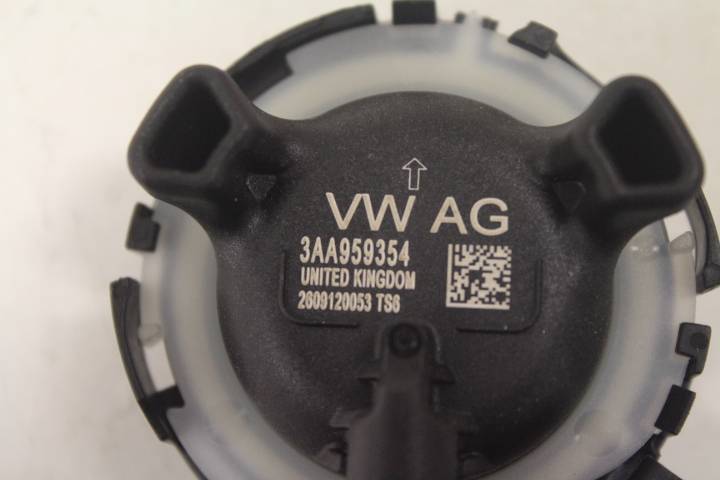 VW AG
3AA959354
UNITED KINGDOM
2609120053 TS6